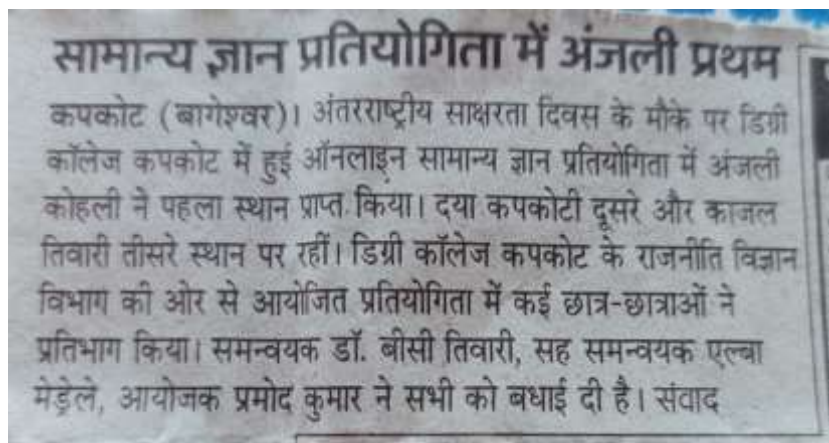 सामान्य ज्ञान प्रतियोगिता में अंजली प्रथम
कपकोट (बागेश्वर)। अंतरराष्ट्रीय साक्षरता दिवस के मौके पर डिग्री
कॉलेज कपकोट में हुई ऑनलाइन सामान्य ज्ञान प्रतियोगिता में अंजली
कोहली ने पहला स्थान प्राप्त किया। दया कपकोटी दूसरे और काजल
तिवारी तीसरे स्थान पर रहीं। डिग्री कॉलेज कपकोट के राजनीति विज्ञान
विभाग की ओर से आयोजित प्रतियोगिता में कई छात्र-छात्राओं ने
प्रतिभाग किया। समन्वयक डॉ. बीसी तिवारी, सह समन्वयक एल्बा
मेड्रेले, आयोजक प्रमोद कुमार ने सभी को बधाई दी है। संवाद